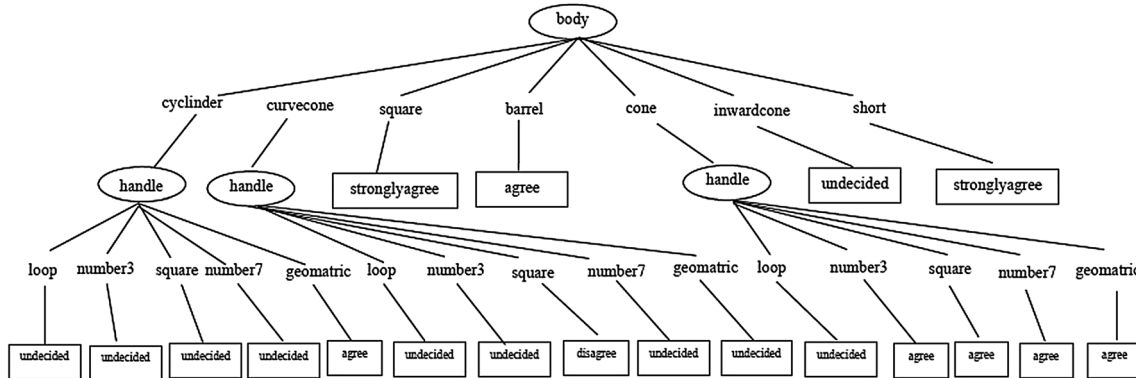 body
cyclinder curvecone square barrel cone inwardcone short
handle handle stronglyagree agree handle undecided stronglyagree
loop number3 square number7 geomatric loop number3 square number7 geomatric loop number3 square number7 geomatric
undecided undecided undecided undecided agree undecided undecided disagree undecided undecided undecided agree agree agree agree